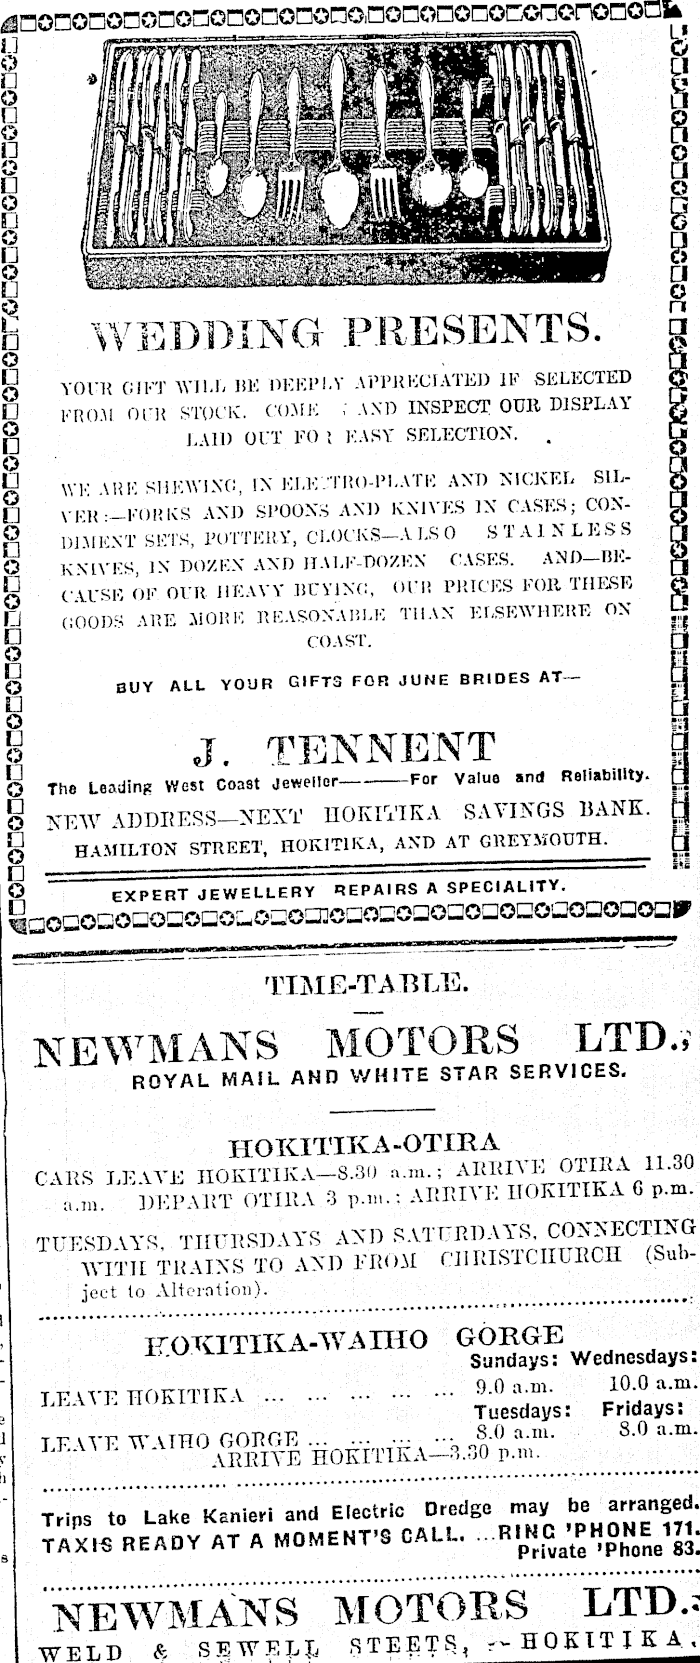 WEDDING PRESENTS.
YOUR GIFT WILL BE DEEPLY APPRECIATED IF SELECTED
FROM OUR STOCK. COME AND INSPECT OUR DISPLAY
LAID OUT FOR EASY SELECTION.
WE ARE SHEWING, IN ELECTRO-PLATE AND NICKEL SIL-
VER:—FORKS AND SPOONS AND KNIVES IN CASES; CON-
DIMENT SETS, POTTERY, CLOCKS—ALSO STAINLESS
KNIVES, IN DOZEN AND HALF-DOZEN CASES. AND—BE-
CAUSE OF OUR HEAVY BUYING, OUR PRICES FOR THESE
GOODS ARE MORE REASONABLE THAN ELSEWHERE ON
COAST.
BUY ALL YOUR GIFTS FOR JUNE BRIDES AT—
J. TENNENT
The Leading West Coast Jeweller———For Value and Reliability.
NEW ADDRESS—NEXT HOKITIKA SAVINGS BANK.
HAMILTON STREET, HOKITIKA, AND AT GREYMOUTH.
EXPERT JEWELLERY REPAIRS A SPECIALITY.
TIME-TABLE.
NEWMANS MOTORS LTD.,
ROYAL MAIL AND WHITE STAR SERVICES.
HOKITIKA-OTIRA
CARS LEAVE HOKITIKA—8.30 a.m.; ARRIVE OTIRA 11.30
a.m. DEPART OTIRA 3 p.m.; ARRIVE HOKITIKA 6 p.m.
TUESDAYS, THURSDAYS AND SATURDAYS, CONNECTING
WITH TRAINS TO AND FROM CHRISTCHURCH (Sub-
ject to Alteration).
HOKITIKA-WAIHO GORGE
Sundays: Wednesdays:
LEAVE HOKITIKA ... ... ... ... ... 9.0 a.m. 10.0 a.m.
Tuesdays: Fridays:
LEAVE WAIHO GORGE ... ... ... ... 8.0 a.m. 8.0 a.m.
ARRIVE HOKITIKA—3.30 p.m.
Trips to Lake Kanieri and Electric Dredge may be arranged.
TAXIS READY AT A MOMENT'S CALL. ...RING 'PHONE 171.
Private 'Phone 83.
NEWMANS MOTORS LTD.,
WELD & SEWELL STEETS, :- HOKITIKA.